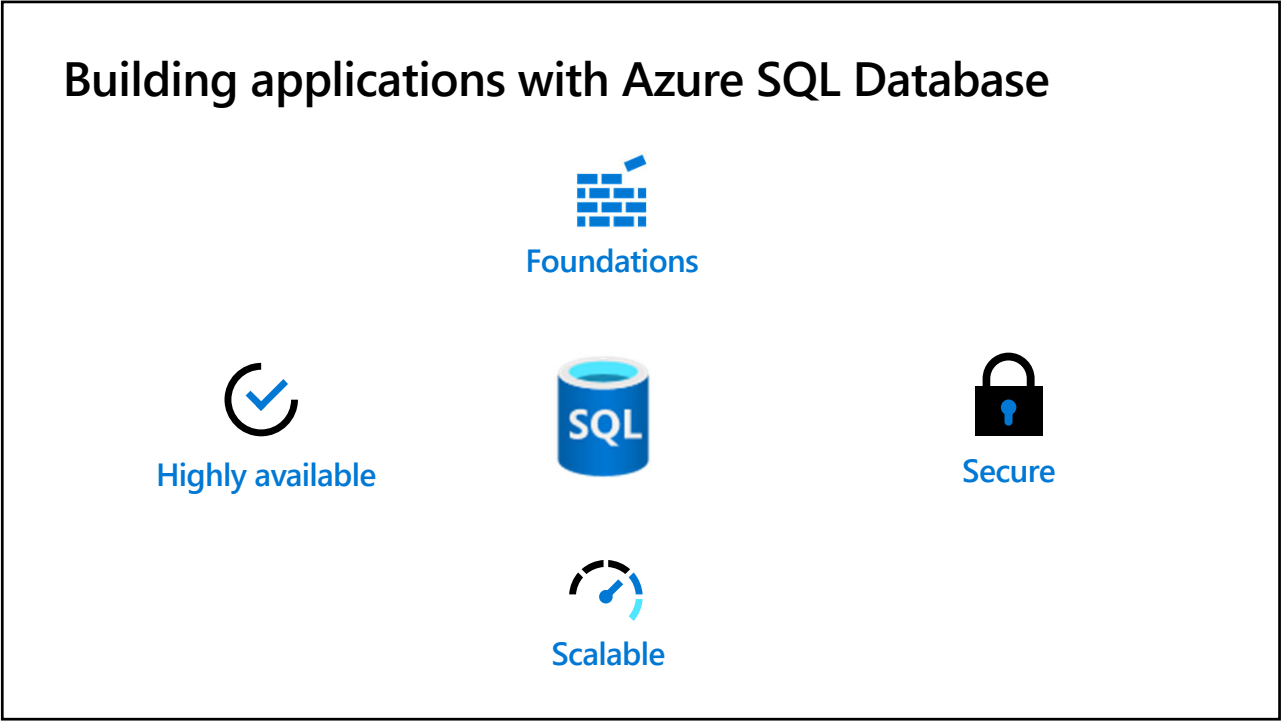 Building applications with Azure SQL Database
Foundations
SQL
Highly available
Secure
Scalable